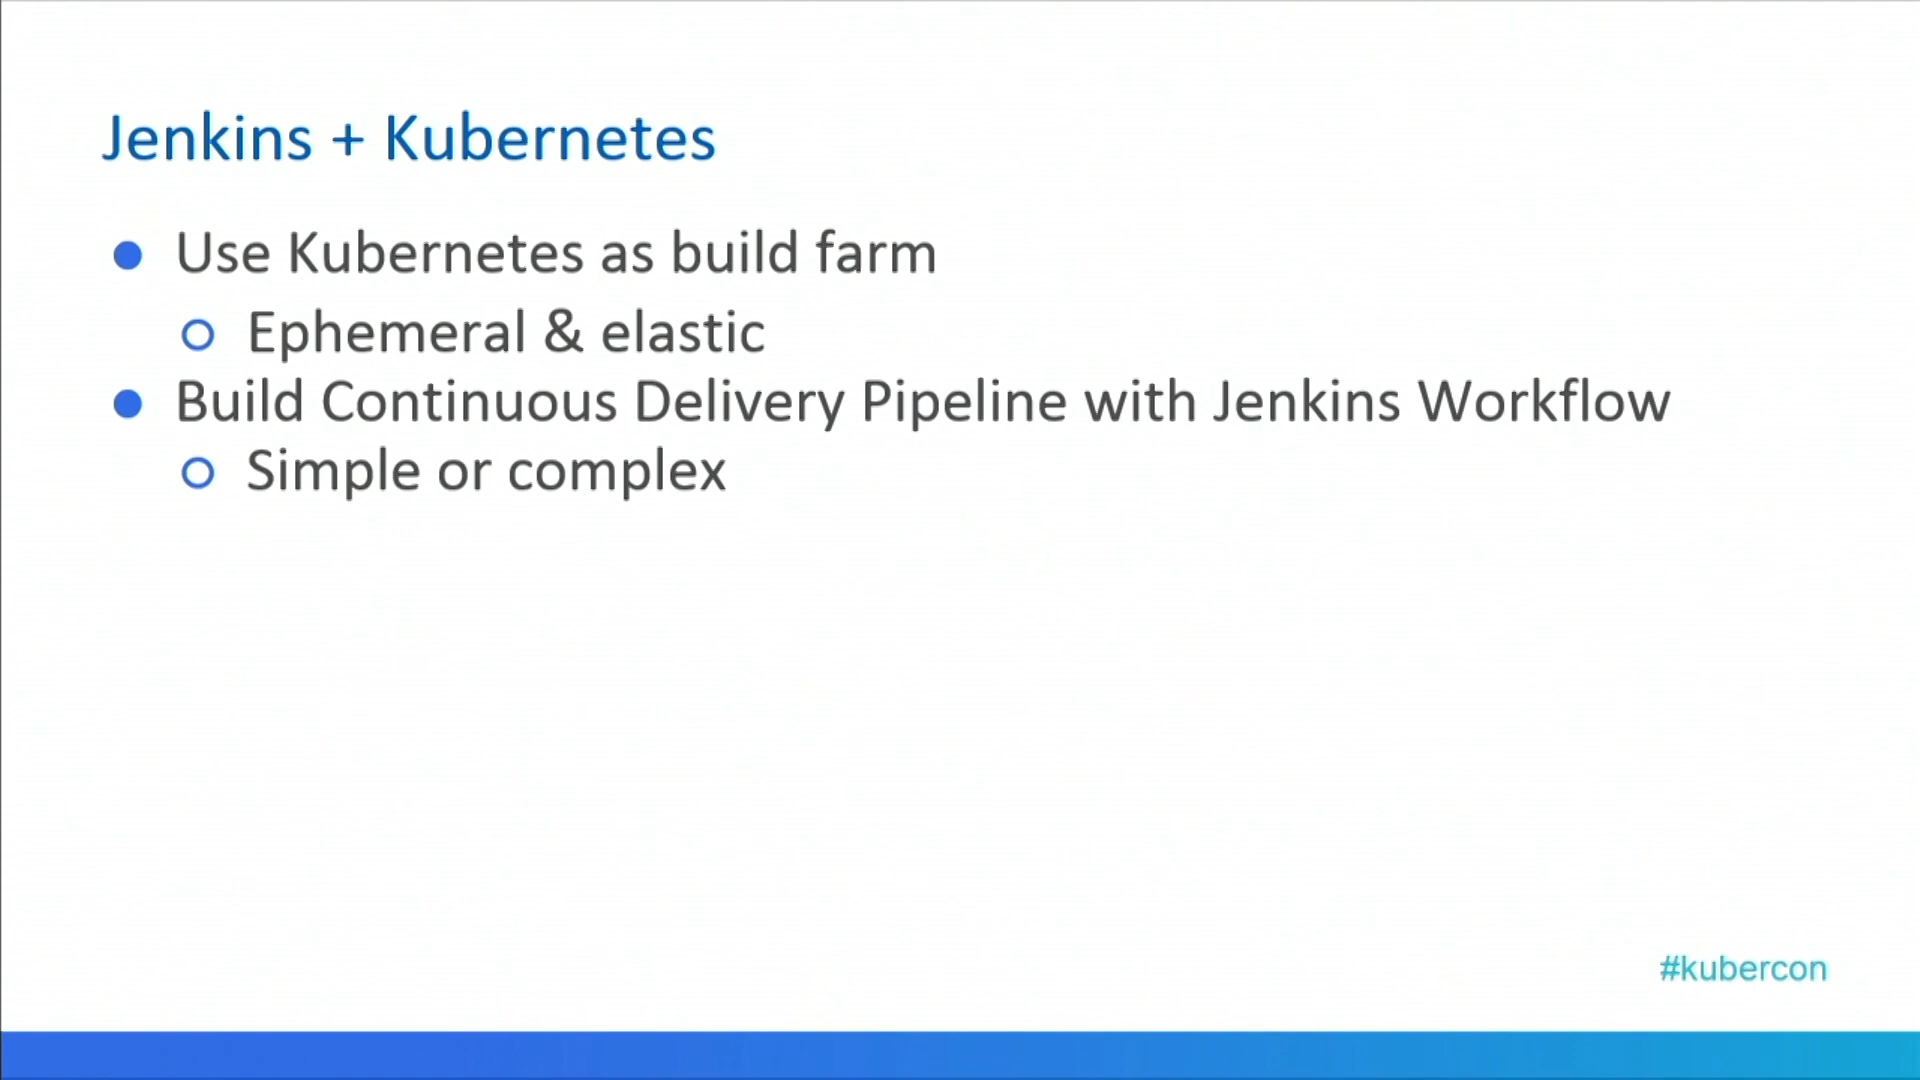 Jenkins + Kubernetes
● Use Kubernetes as build farm
○ Ephemeral & elastic
● Build Continuous Delivery Pipeline with Jenkins Workflow
○ Simple or complex
#kubercon